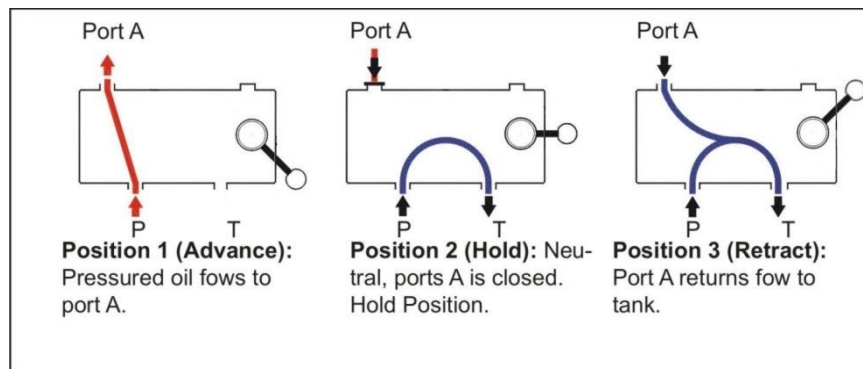 Port A
P
T
Position 1 (Advance):
Pressured oil fows to
port A.
Port A
P
T
Position 2 (Hold): Neu-
tral, ports A is closed.
Hold Position.
Port A
P
T
Position 3 (Retract):
Port A returns fow to
tank.